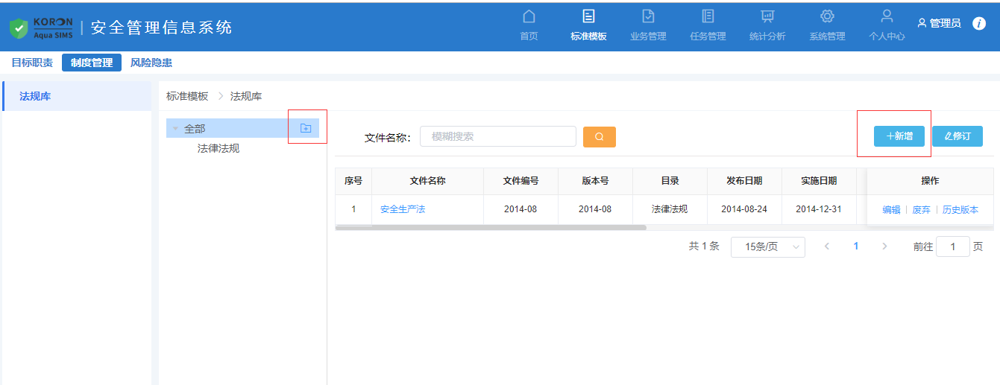 KORON
Aqua SIMS
安全管理信息系统
首页 标准模板 业务管理 任务管理 统计分析 系统管理 个人中心 管理员 i
目标职责 制度管理 风险隐患
法规库
标准模板 > 法规库
全部
法律法规
文件名称： 模糊搜索 +新增 修订
序号 文件名称 文件编号 版本号 目录 发布日期 实施日期 操作
1 安全生产法 2014-08 2014-08 法律法规 2014-08-24 2014-12-31 编辑 | 废弃 | 历史版本
共 1 条 15条/页 < 1 > 前往 1 页